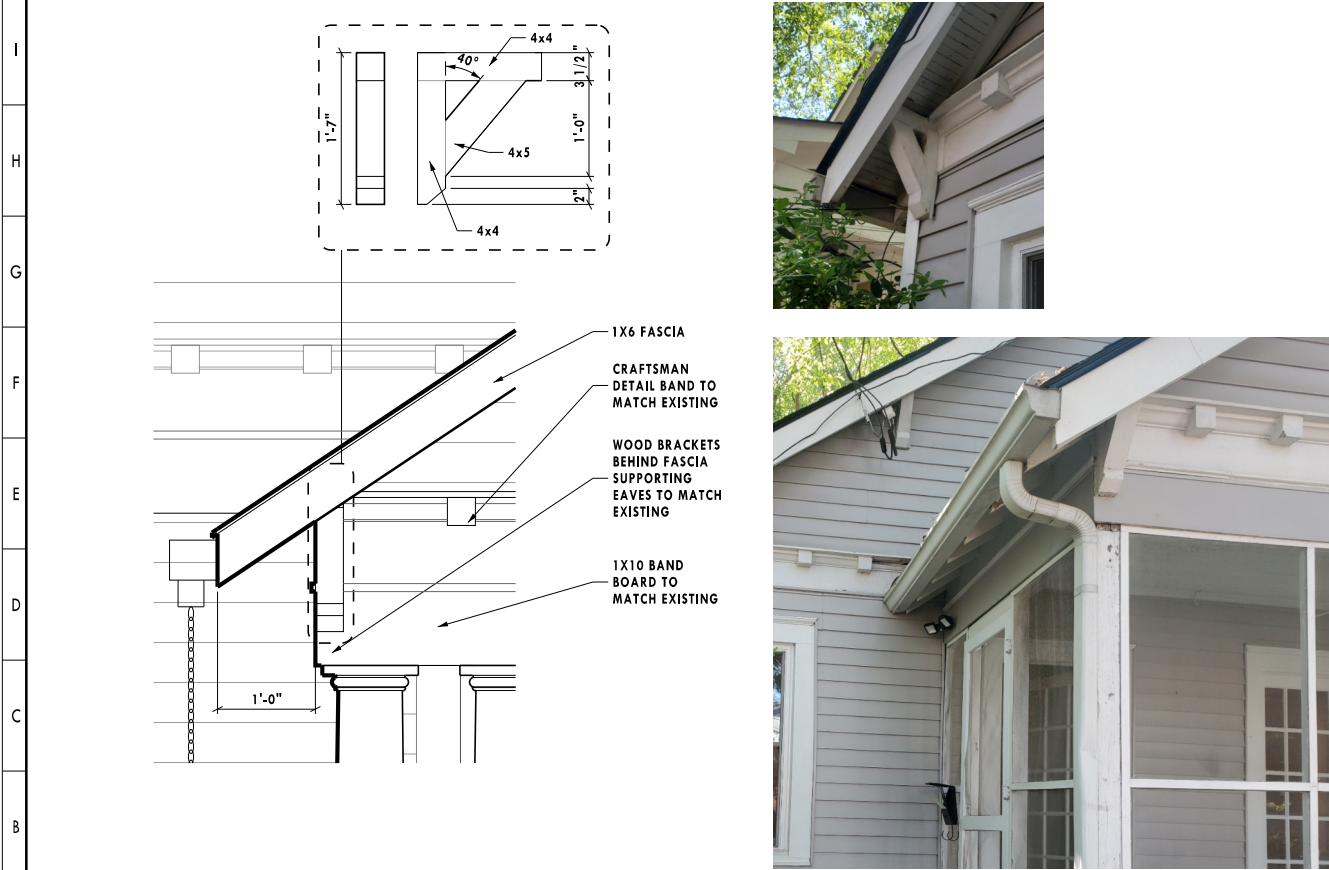 I
H
G
F
E
D
C
B
4x4
40°
3 1/2"
1'-7"
1'-0"
4x5
2"
4x4
1X6 FASCIA
CRAFTSMAN
DETAIL BAND TO
MATCH EXISTING
WOOD BRACKETS
BEHIND FASCIA
SUPPORTING
EAVES TO MATCH
EXISTING
1X10 BAND
BOARD TO
MATCH EXISTING
1'-0"